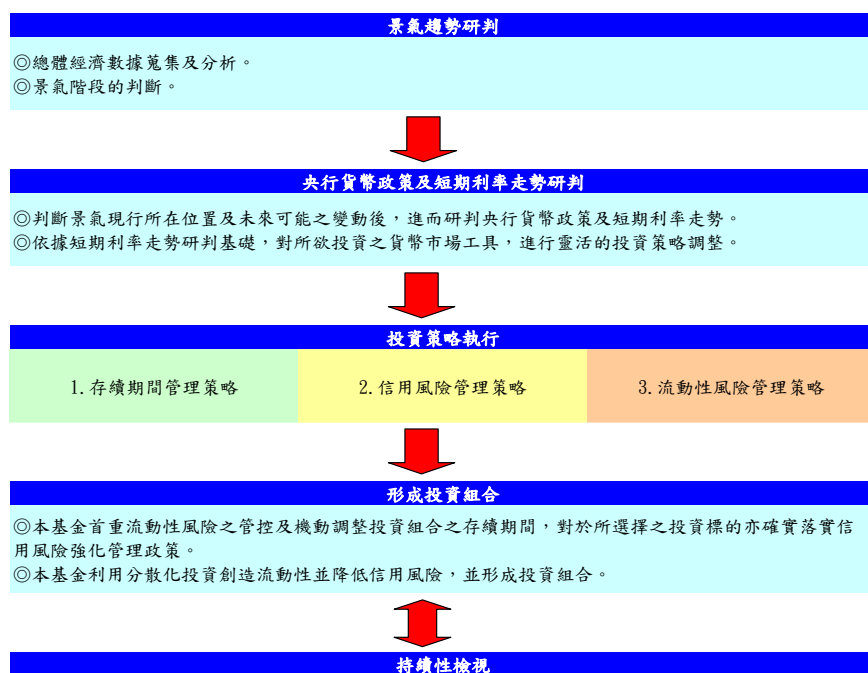 景氣趨勢研判
◎總體經濟數據蒐集及分析。
◎景氣階段的判斷。
央行貨幣政策及短期利率走勢研判
◎判斷景氣現行所在位置及未來可能之變動後，進而研判央行貨幣政策及短期利率走勢。
◎依據短期利率走勢研判基礎，對所欲投資之貨幣市場工具，進行靈活的投資策略調整。
投資策略執行
1.存續期間管理策略
2.信用風險管理策略
3.流動性風險管理策略
形成投資組合
◎本基金首重流動性風險之管控及機動調整投資組合之存續期間，對於所選擇之投資標的亦確實落實信
用風險強化管理政策。
◎本基金利用分散化投資創造流動性並降低信用風險，並形成投資組合。
持續性檢視